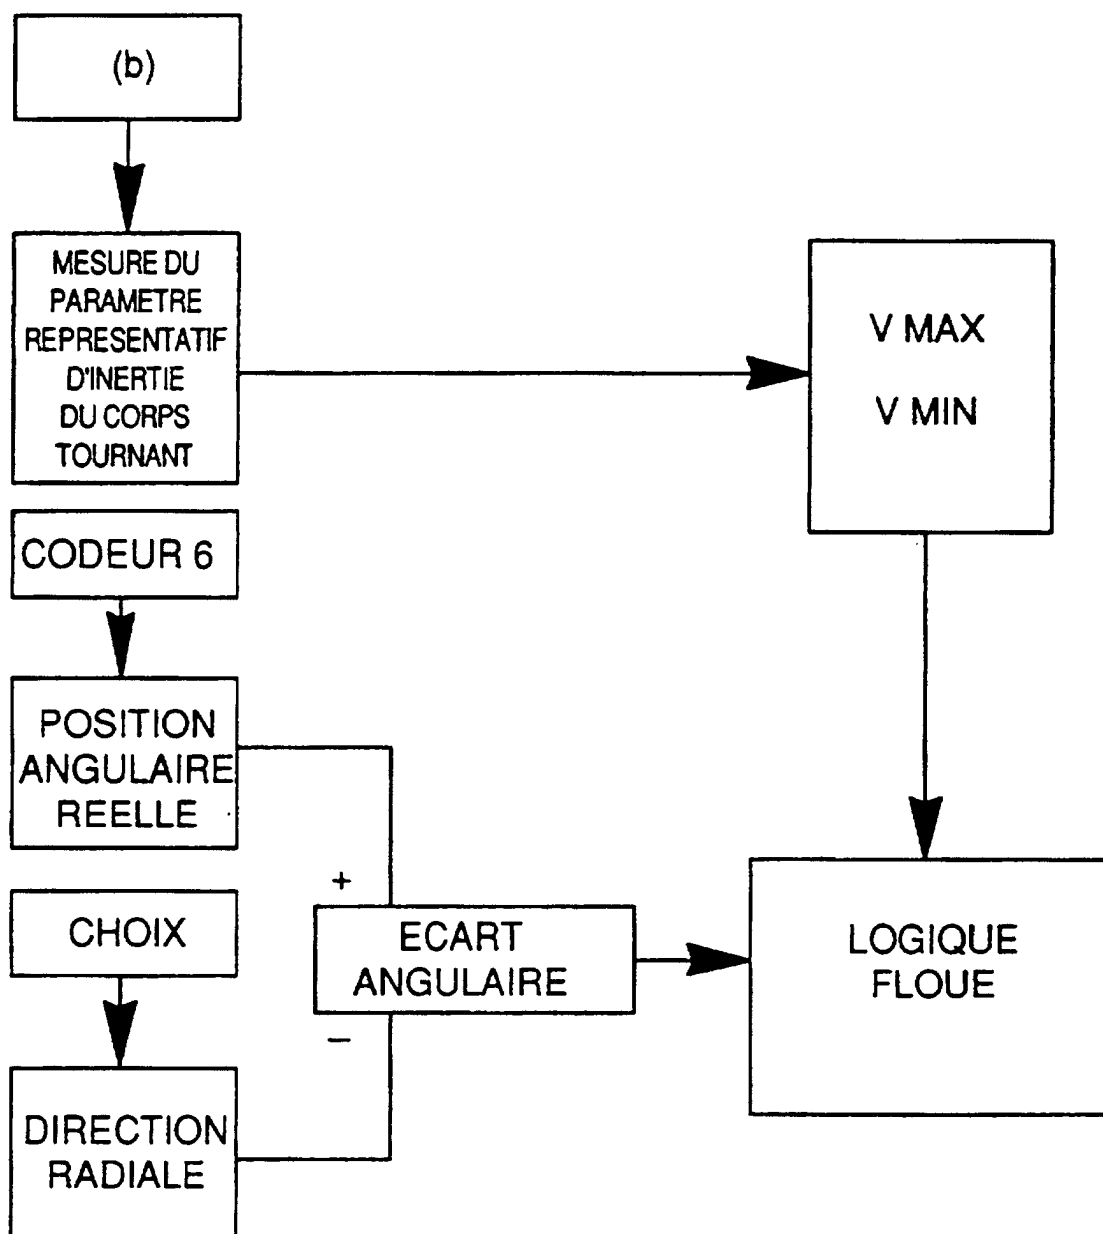 (b)
MESURE DU
PARAMETRE
REPRESENTATIF
D'INERTIE
DU CORPS
TOURNANT
V MAX
V MIN
CODEUR 6
POSITION
ANGULAIRE
REELLE
+
CHOIX
ECART
ANGULAIRE
LOGIQUE
FLOUE
−
DIRECTION
RADIALE